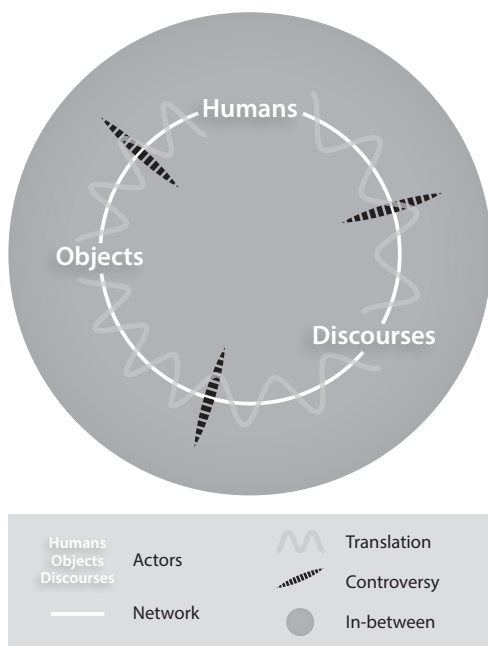 Humans
Objects
Discourses
Humans
Objects
Discourses
Actors
Network
Translation
Controversy
In-between